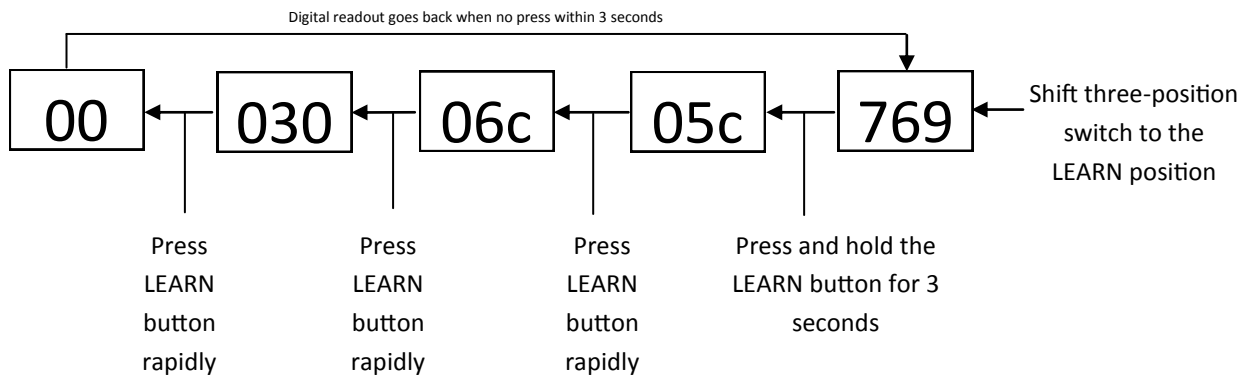 Digital readout goes back when no press within 3 seconds
00
030
06c
05c
769
Shift three-position
switch to the
LEARN position
Press
LEARN
button
rapidly
Press
LEARN
button
rapidly
Press
LEARN
button
rapidly
Press and hold the
LEARN button for 3
seconds